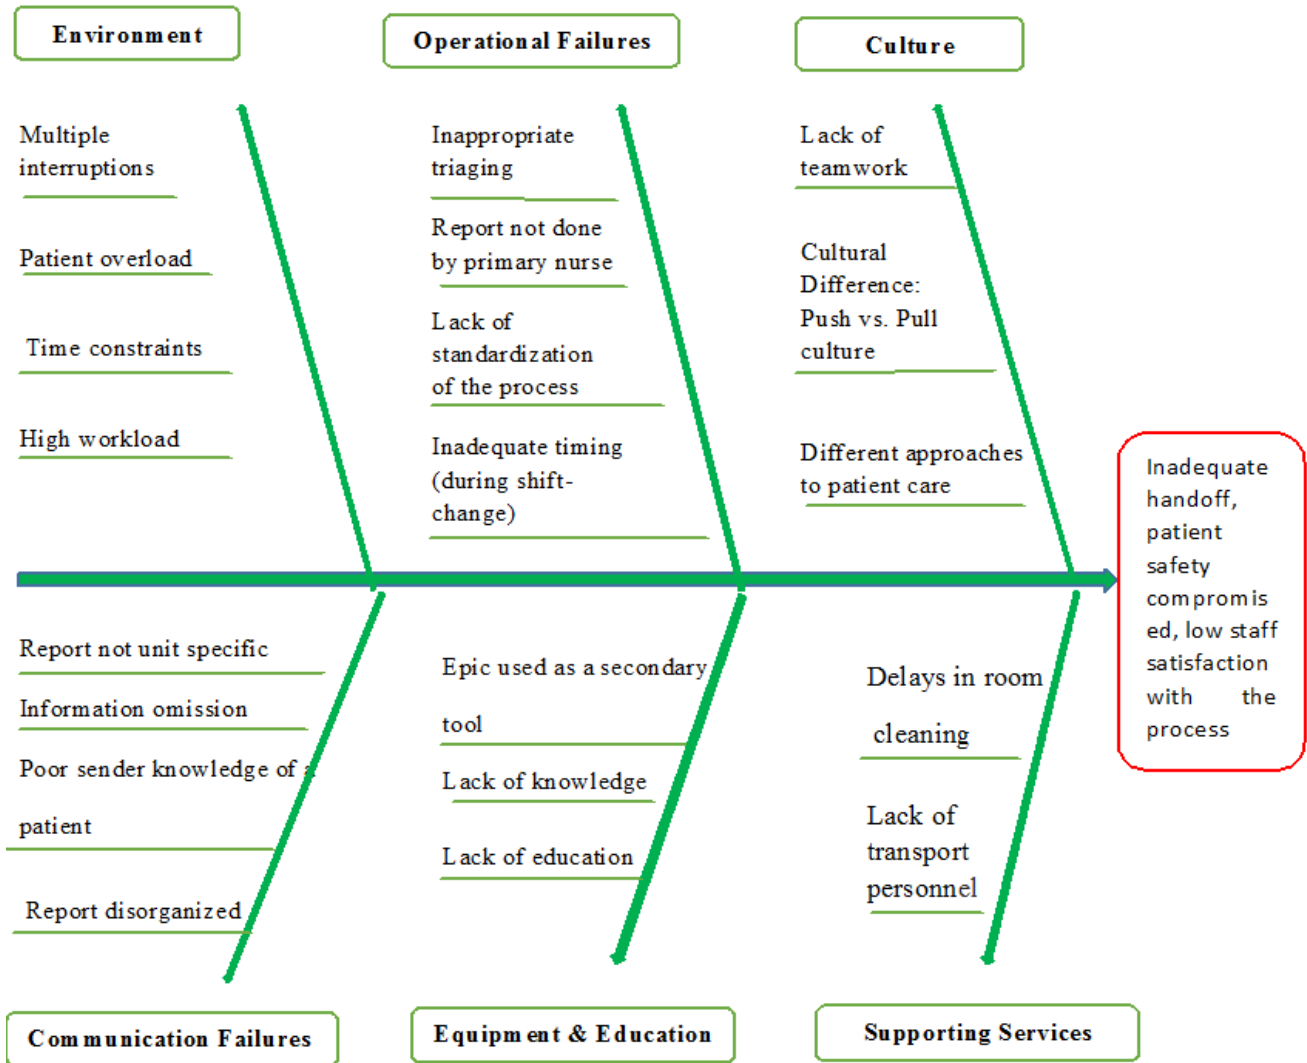 Environment
Operational Failures
Culture
Multiple
interruptions
Patient overload
Time constraints
High workload
Inappropriate
triaging
Report not done
by primary nurse
Lack of
standardization
of the process
Inadequate timing
(during shift-
change)
Lack of
teamwork
Cultural
Difference:
Push vs. Pull
culture
Different approaches
to patient care
Inadequate
handoff,
patient
safety
compromis
ed, low staff
satisfaction
with the
process
Report not unit specific
Information omission
Poor sender knowledge of a
patient
Report disorganized
Epic used as a secondary
tool
Lack of knowledge
Lack of education
Delays in room
cleaning
Lack of
transport
personnel
Communication Failures
Equipment & Education
Supporting Services